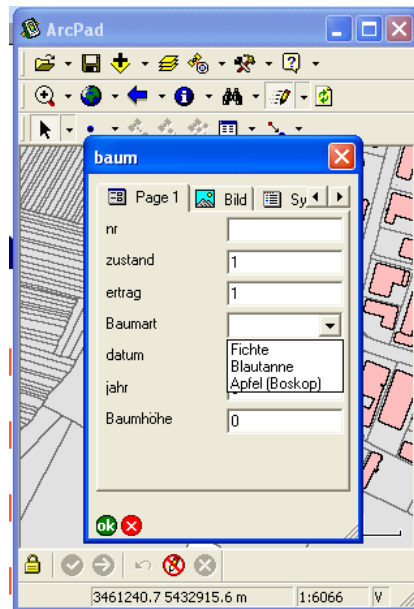 ArcPad
baum
Page 1 Bild Sy
nr
zustand 1
ertrag 1
Baumart
Fichte
Blautanne
Apfel (Boskop)
datum
jahr
Baumhöhe 0
ok
3461240.7 5432915.6 m 1:6066 V